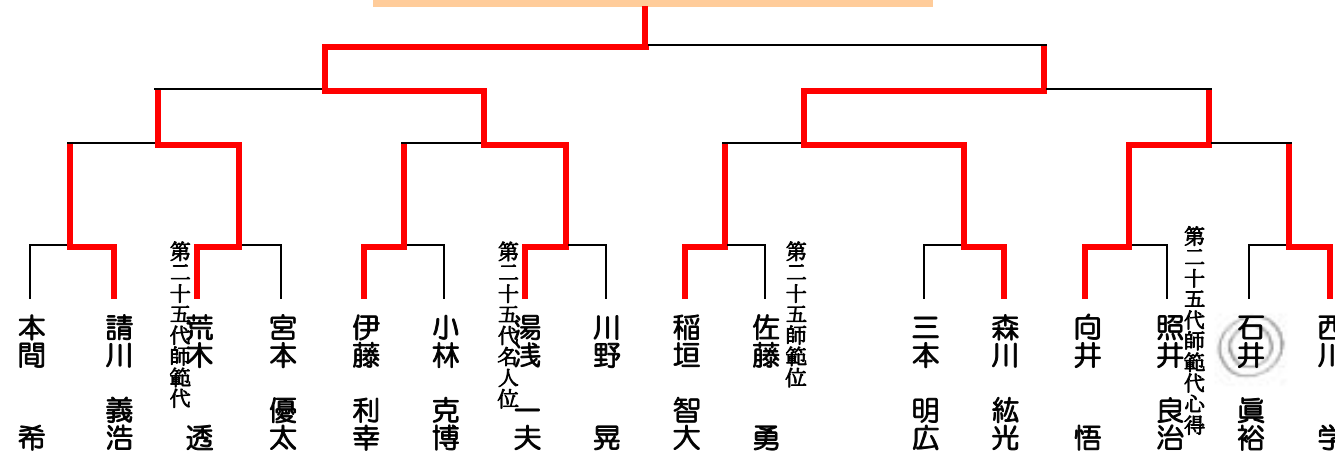 本間 希
請川 義浩
第二十五代師範代
荒木 透
宮本 優太
伊藤 利幸
小林 克博
第二十五代名人位
湯浅 一夫
川野 晃
稲垣 智大
佐藤 勇
第二十五師範位
三本 明広
森川 絃光
向井 悟
照井 良治
第二十五代師範代心得
石井 眞裕
西川 学